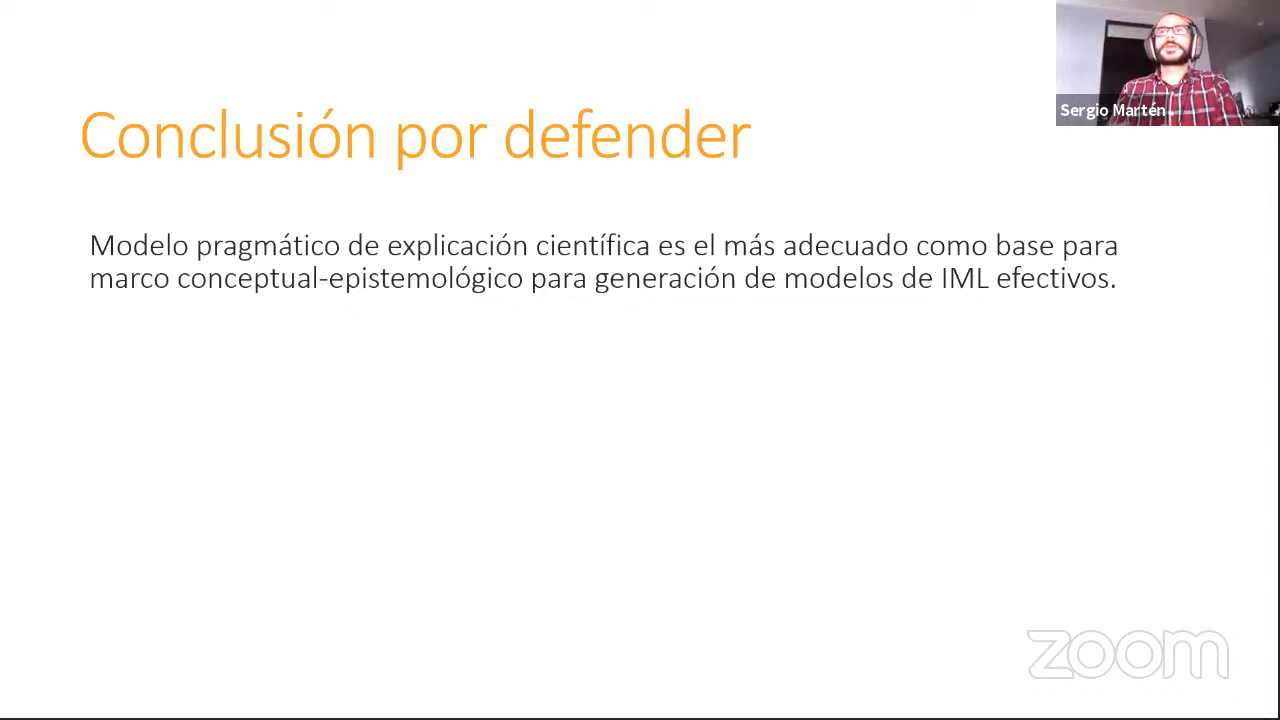 Sergio Martén
Conclusión por defender
Modelo pragmático de explicación científica es el más adecuado como base para
marco conceptual-epistemológico para generación de modelos de IML efectivos.
zoom